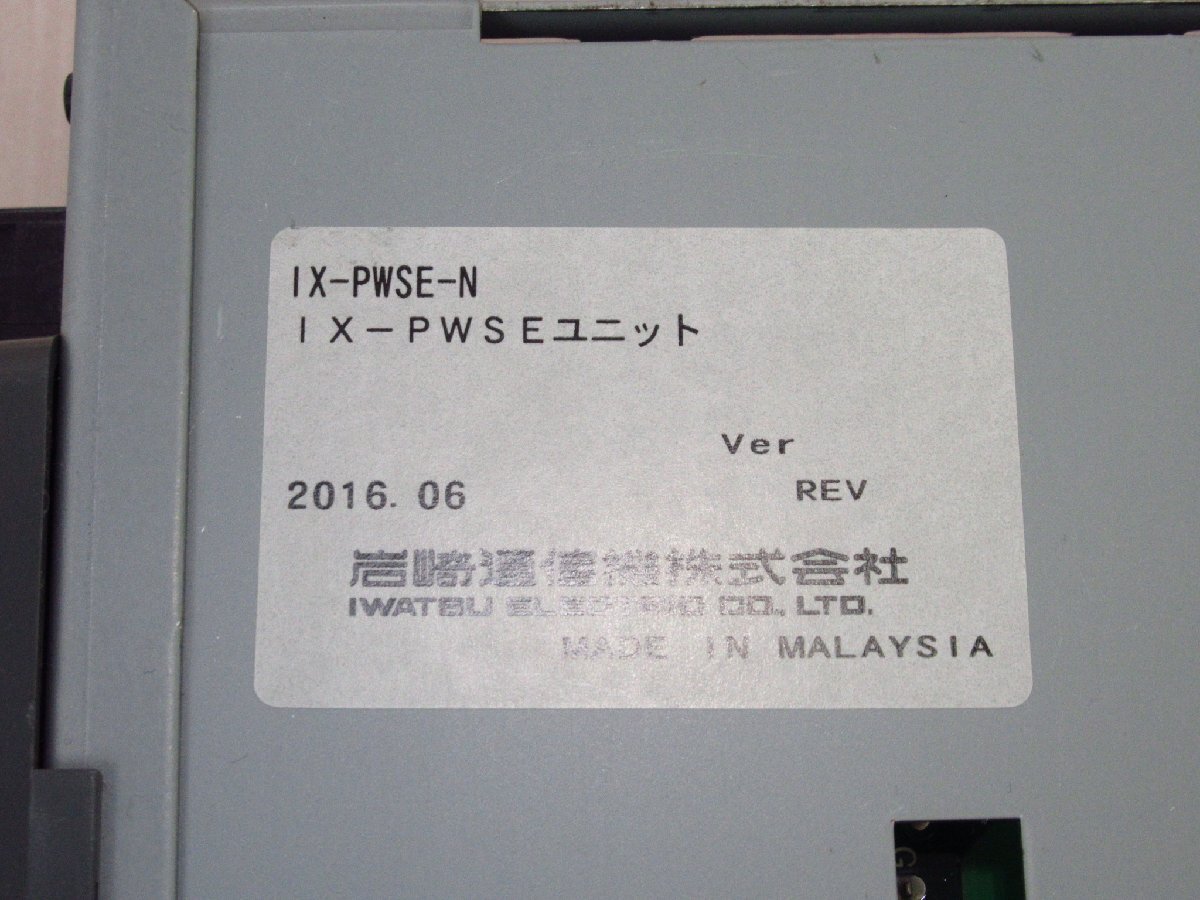 IX-PWSE-N
IX-PWSEユニット
Ver
2016.06 REV
岩崎通信機株式会社
IWATSU ELECTRIC CO., LTD.
MADE IN MALAYSIA
G